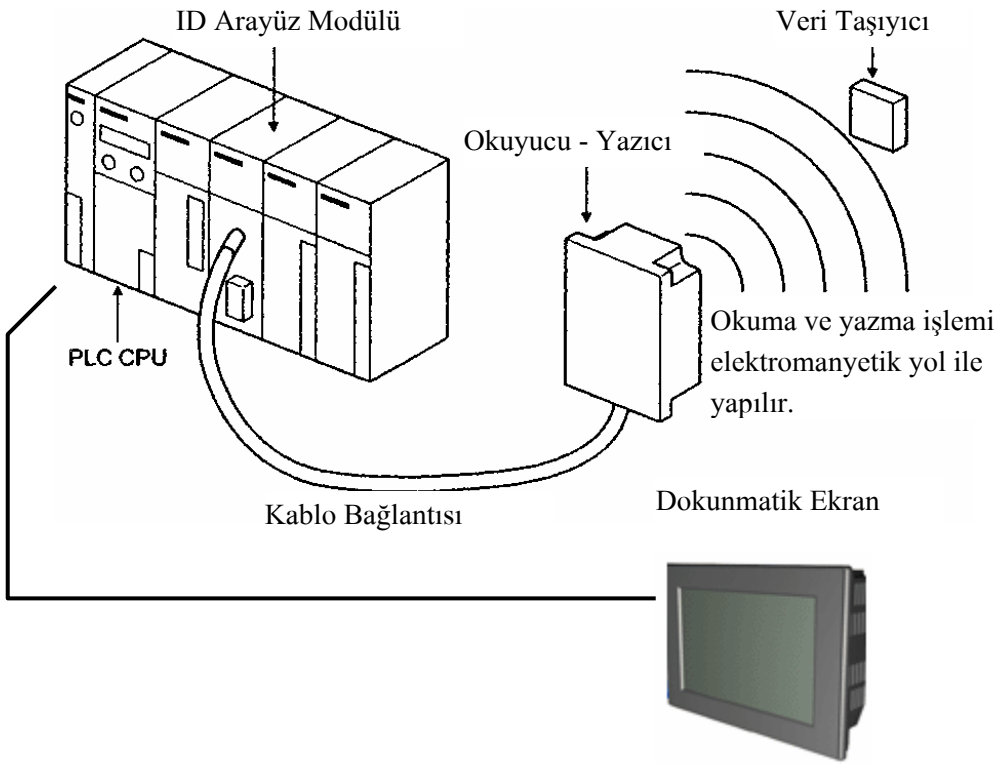 ID Arayüz Modülü
Veri Taşıyıcı
Okuyucu - Yazıcı
PLC CPU
Okuma ve yazma işlemi
elektromanyetik yol ile
yapılır.
Kablo Bağlantısı
Dokunmatik Ekran